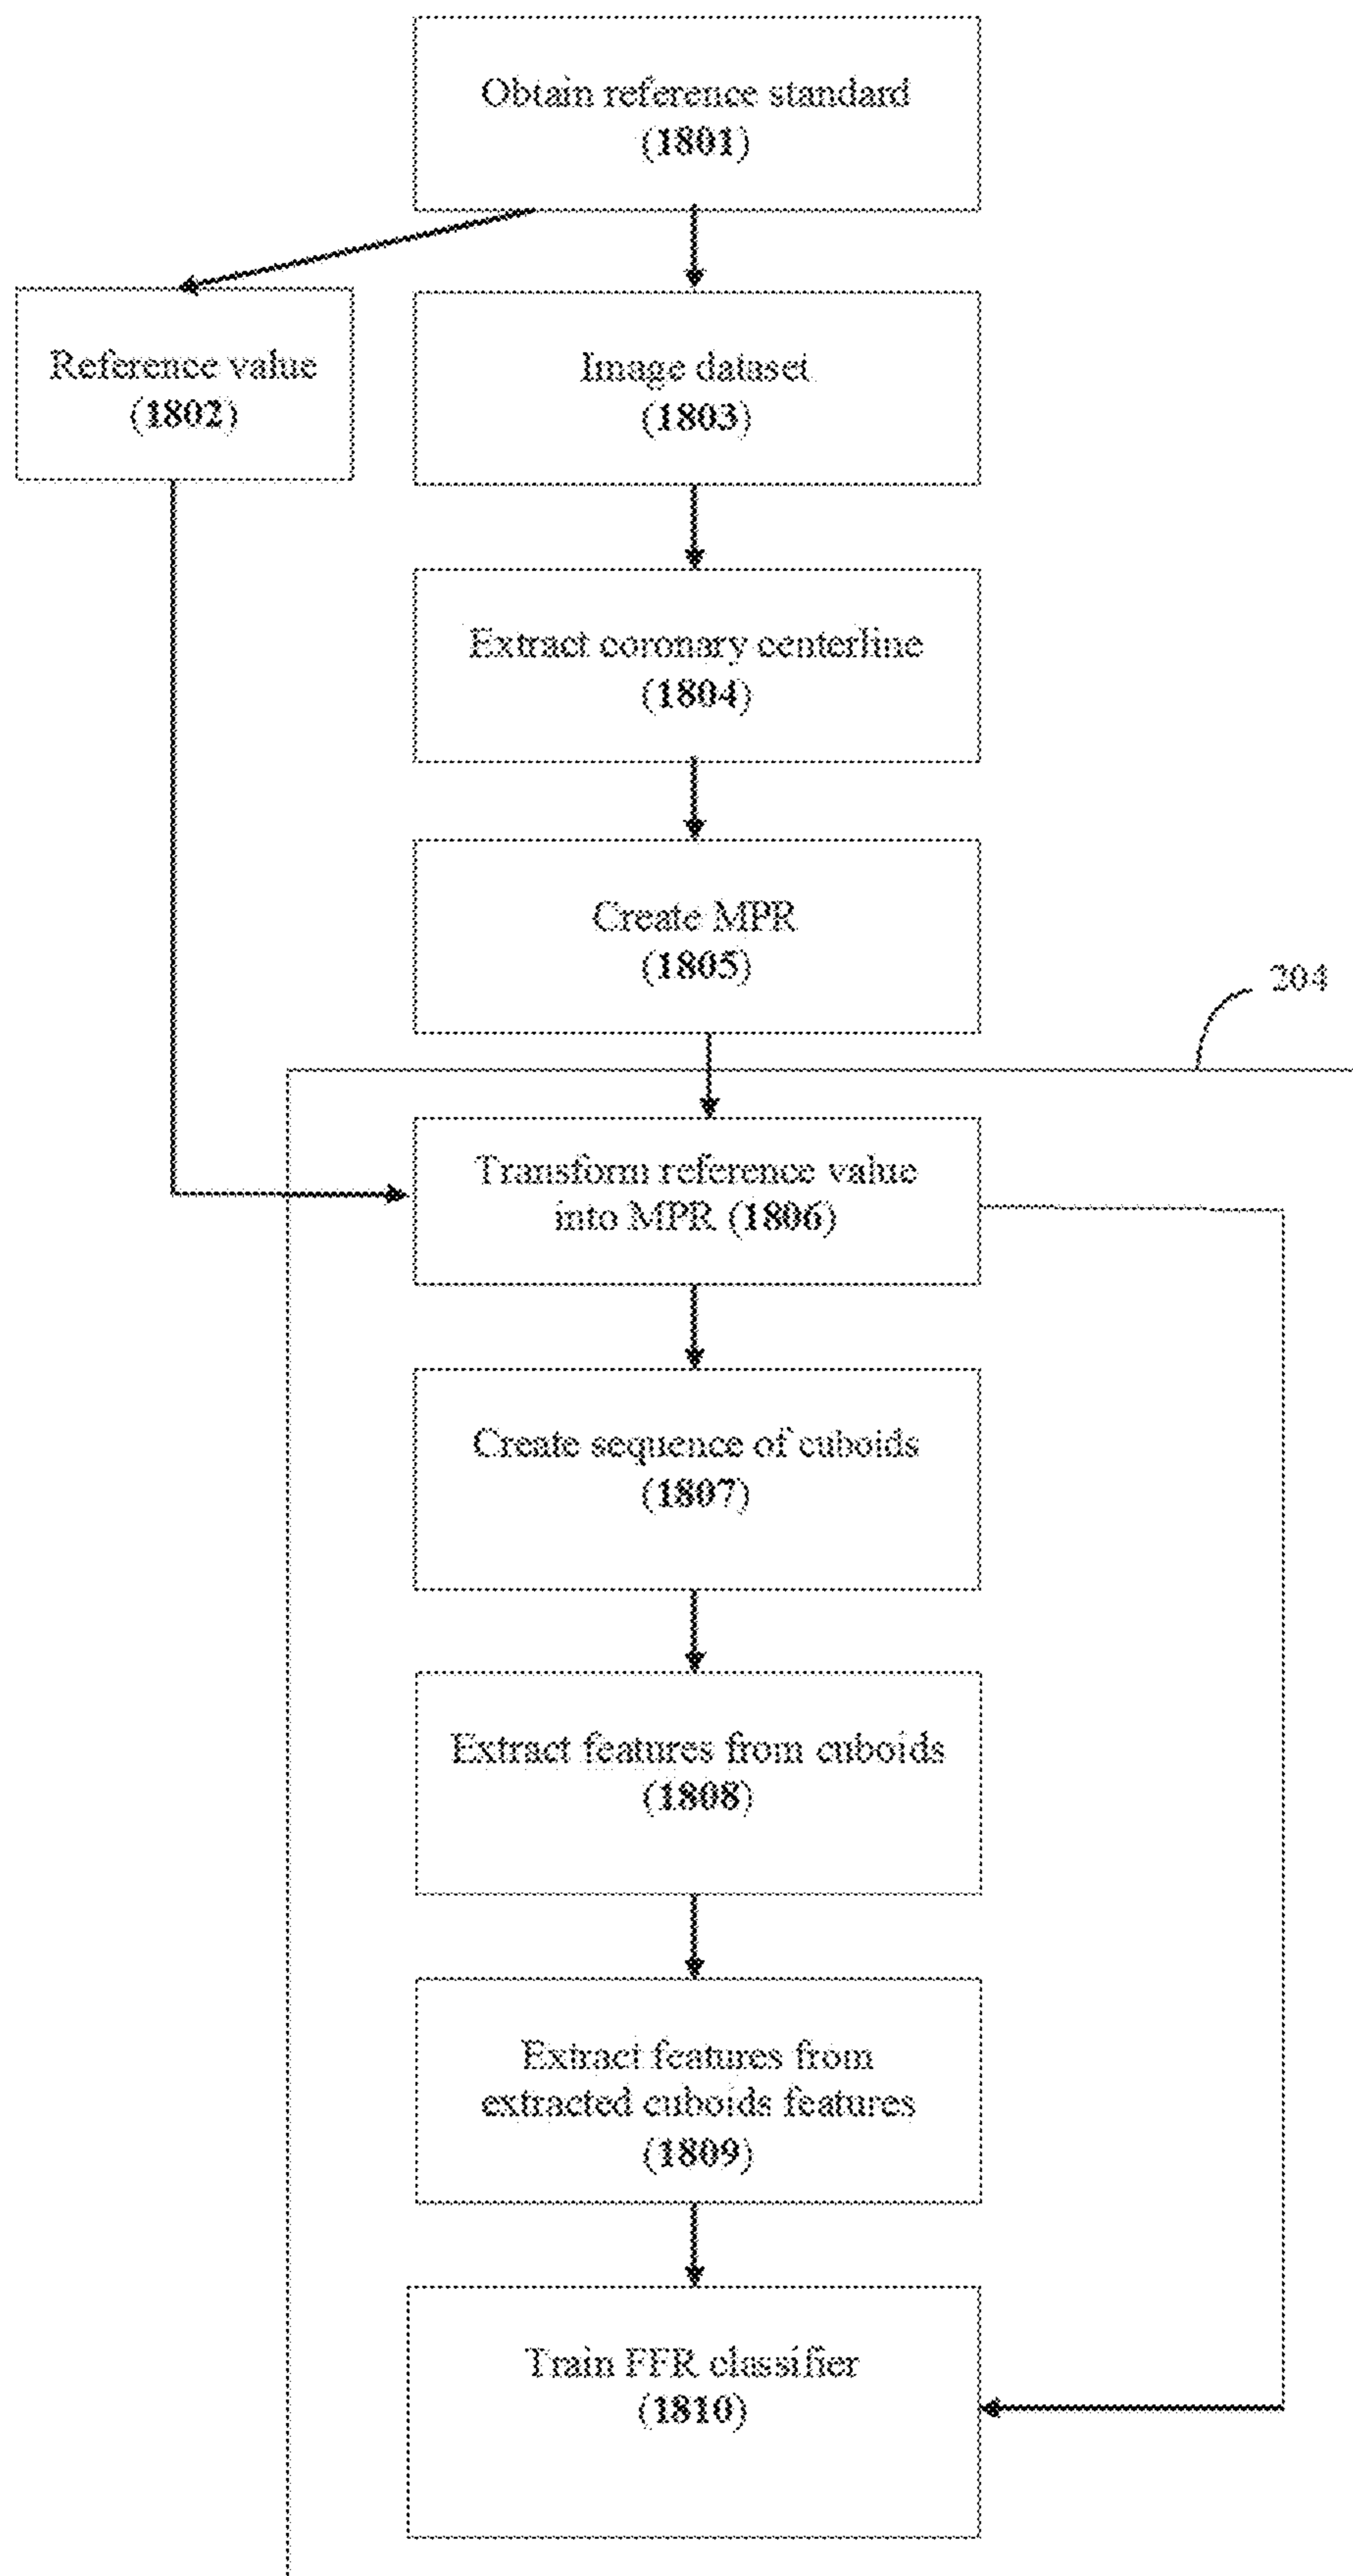 Obtain reference standard
(1801)
Reference value
(1802)
Image dataset
(1803)
Extract coronary centerline
(1804)
Create MPR
(1805)
204
Transform reference value
into MPR (1806)
Create sequence of cuboids
(1807)
Extract features from cuboids
(1808)
Extract features from
extracted cuboids features
(1809)
Train FFR classifier
(1810)